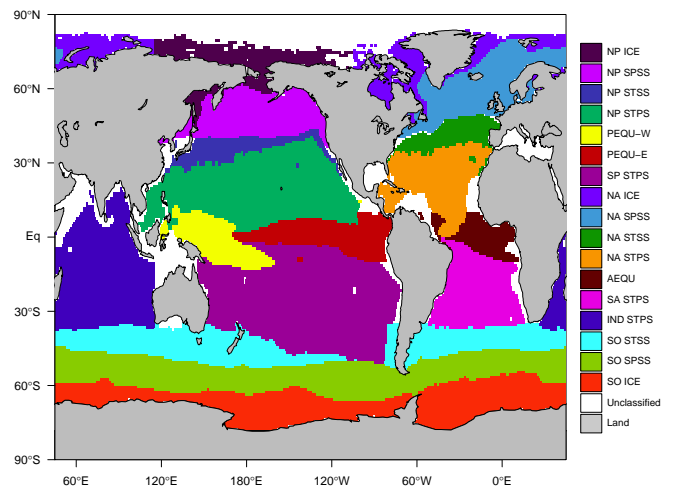 90°N
60°N
30°N
Eq
30°S
60°S
90°S
60°E
120°E
180°E
120°W
60°W
0°E
NP ICE
NP SPSS
NP STSS
NP STPS
PEQU−W
PEQU−E
SP STPS
NA ICE
NA SPSS
NA STSS
NA STPS
AEQU
SA STPS
IND STPS
SO STSS
SO SPSS
SO ICE
Unclassified
Land